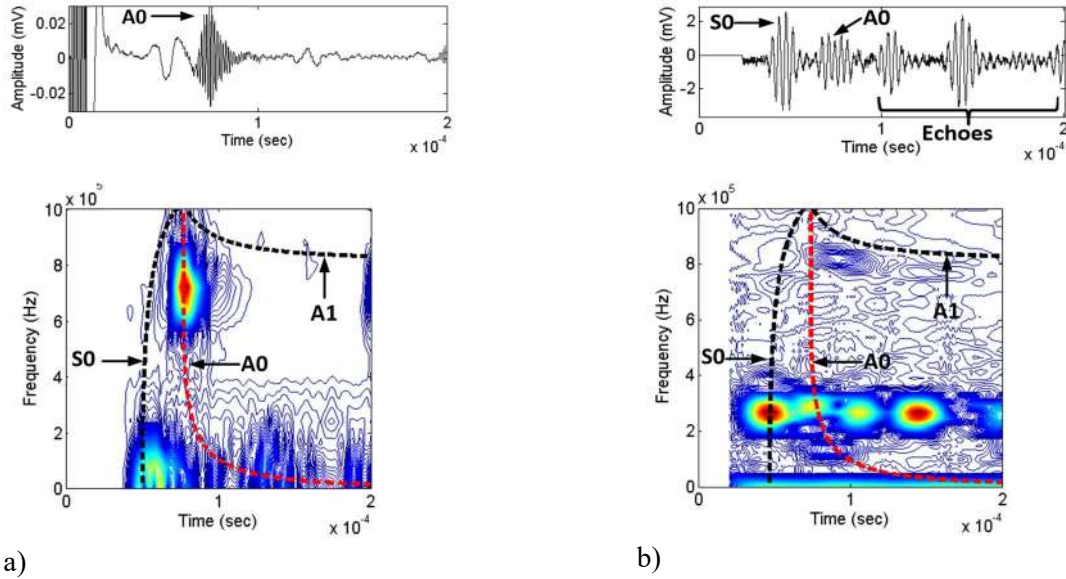 Amplitude (mV)
0.02
0
-0.02
A0
0
1
2
Time (sec)
x 10⁻⁴
x 10⁵
Frequency (Hz)
10
8
6
4
2
0
S0
A0
A1
0
1
2
Time (sec)
x 10⁻⁴
a)
Amplitude (mV)
2
0
-2
S0
A0
0
1
2
Time (sec)
Echoes
x 10⁻⁴
x 10⁵
Frequency (Hz)
10
8
6
4
2
0
S0
A0
A1
0
1
2
Time (sec)
x 10⁻⁴
b)